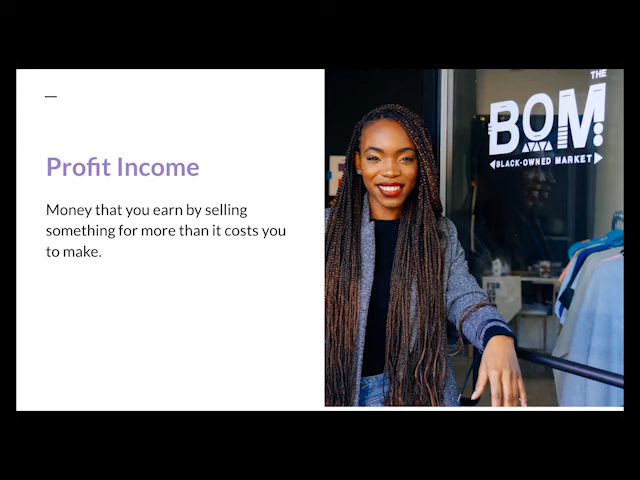 Profit Income
Money that you earn by selling
something for more than it costs you
to make.
THE
BOM
BLACK-OWNED MARKET